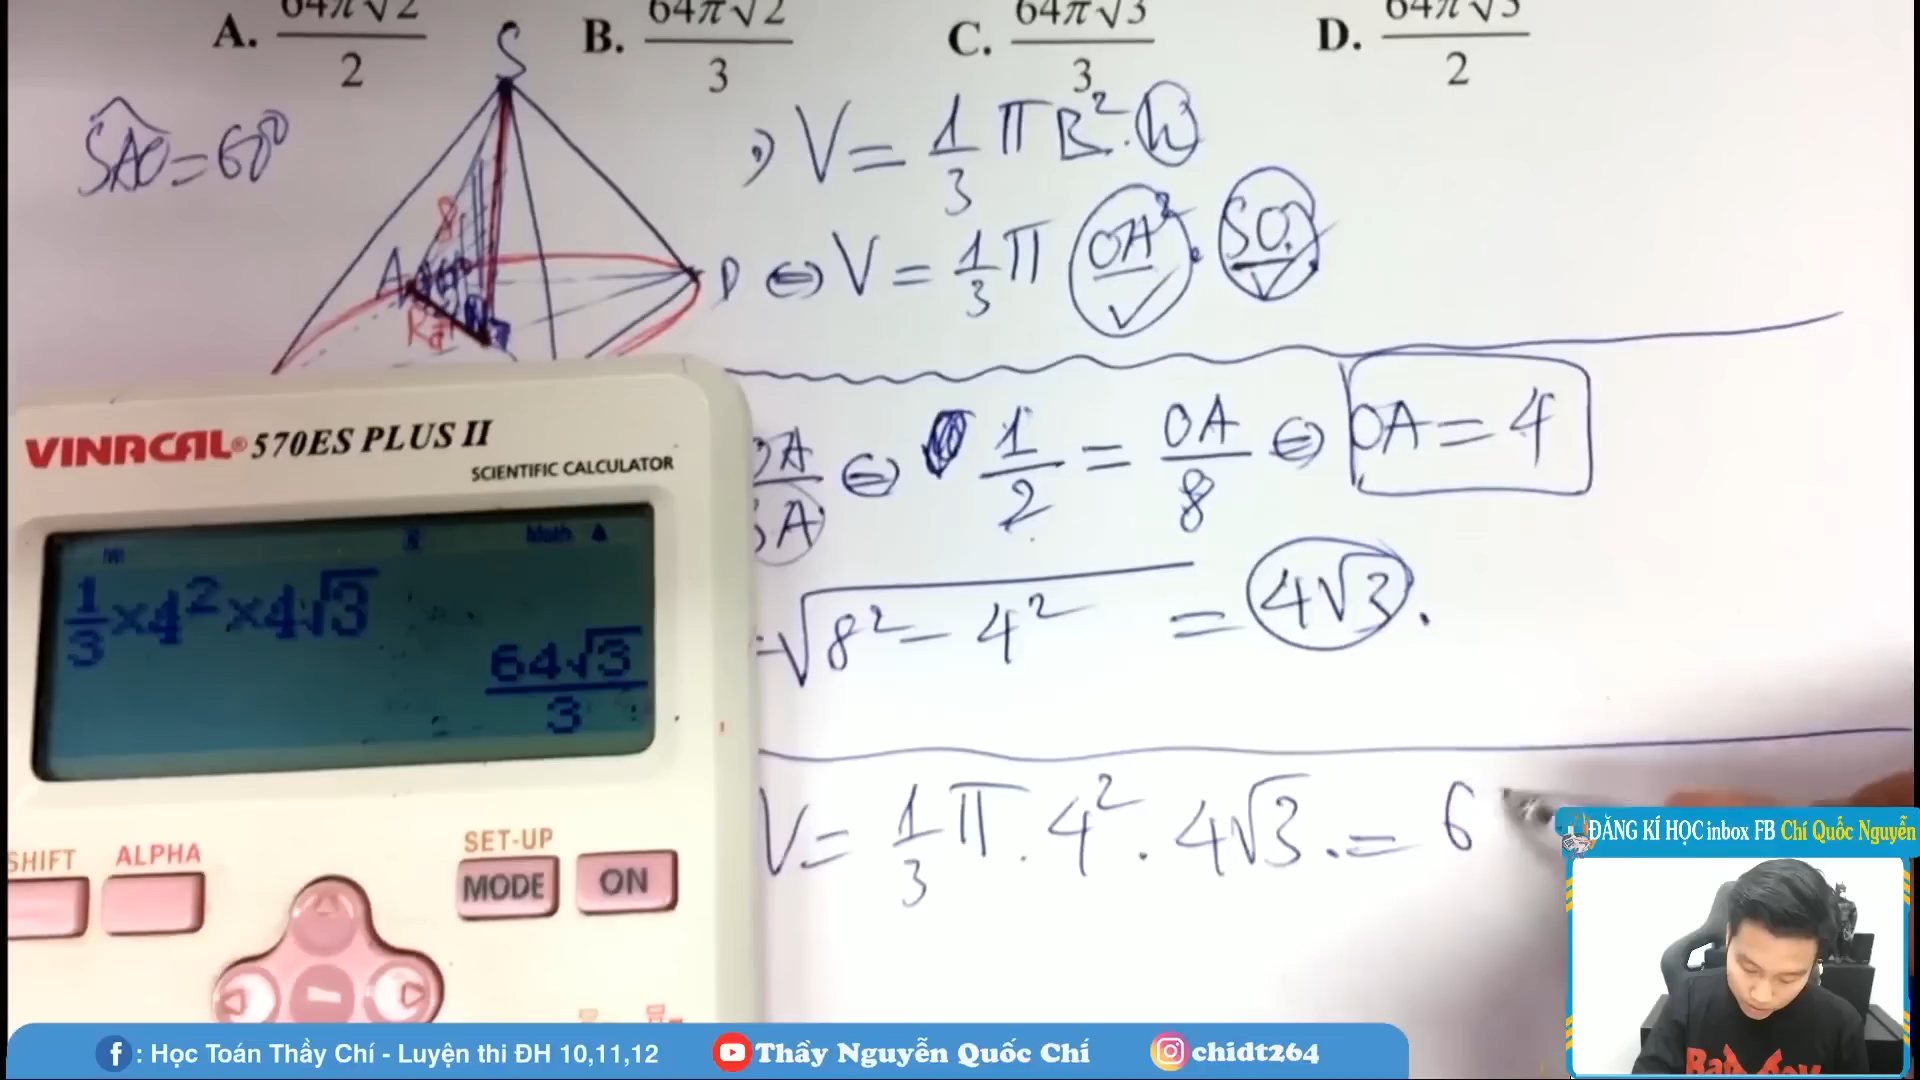 A. 64π√2/2 B. 64π√2/3 C. 64π√3/3 D. 64π√3/2
S
SAO = 60°
V = 1/3 π R². h
A
8
D
⇔ V = 1/3 π OA² . SO
OA/SA ⇔ 1/2 = OA/8 ⇔ OA = 4
= √8² - 4² = 4√3.
V = 1/3 π . 4² . 4√3 . = 6
VINACAL® 570ES PLUS II
SCIENTIFIC CALCULATOR
Math ▲
1/3×4²×4√3
64√3/3
SHIFT ALPHA SET-UP
MODE ON
ĐĂNG KÍ HỌC inbox FB Chí Quốc Nguyễn
f : Học Toán Thầy Chí - Luyện thi ĐH 10,11,12 Thầy Nguyễn Quốc Chí chidt264